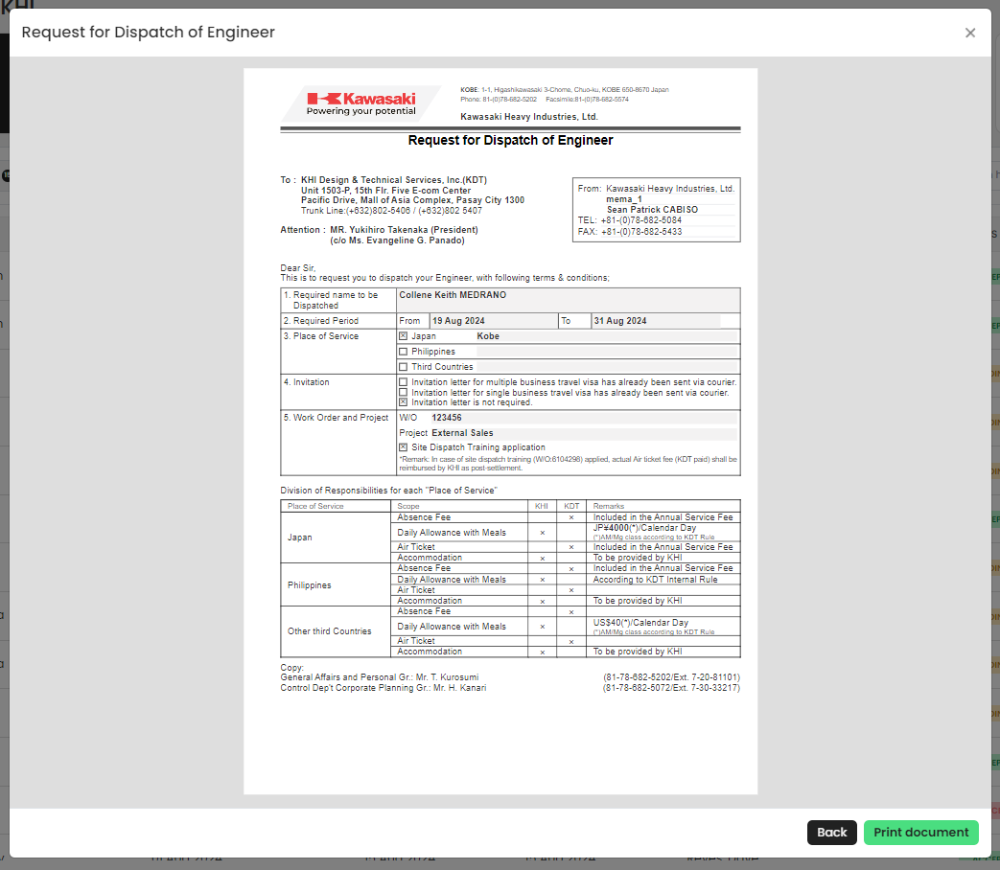 KHI
Request for Dispatch of Engineer
×
Kawasaki
Powering your potential
KOBE: 1-1, Higashikawasaki 3-Chome, Chuo-ku, KOBE 650-8670 Japan
Phone: 81-(0)78-682-5202 Facsimile:81-(0)78-682-5574
Kawasaki Heavy Industries, Ltd.
Request for Dispatch of Engineer
To : KHI Design & Technical Services, Inc.(KDT)
Unit 1503-P, 15th Flr. Five E-com Center
Pacific Drive, Mall of Asia Complex, Pasay City 1300
Trunk Line:(+632)802-5406 / (+632)802 5407
Attention : MR. Yukihiro Takenaka (President)
(c/o Ms. Evangeline G. Panado)
From: Kawasaki Heavy Industries, Ltd.
mema_1
Sean Patrick CABISO
TEL: +81-(0)78-682-5084
FAX: +81-(0)78-682-5433
Dear Sir,
This is to request you to dispatch your Engineer, with following terms & conditions;
1. Required name to be Dispatched Collene Keith MEDRANO
2. Required Period From 19 Aug 2024 To 31 Aug 2024
3. Place of Service ☒ Japan Kobe
☐ Philippines
☐ Third Countries
4. Invitation ☐ Invitation letter for multiple business travel visa has already been sent via courier.
☐ Invitation letter for single business travel visa has already been sent via courier.
☒ Invitation letter is not required.
5. Work Order and Project W/O 123456
Project External Sales
☒ Site Dispatch Training application
*Remark: In case of site dispatch training (W/O:6104298) applied, actual Air ticket fee (KDT paid) shall be
reimbursed by KHI as post-settlement.
Division of Responsibilities for each "Place of Service"
Place of Service Scope KHI KDT Remarks
Japan
Absence Fee × Included in the Annual Service Fee
Daily Allowance with Meals × JP¥4000(*)/Calendar Day
(*)AM/Mg class according to KDT Rule
Air Ticket × Included in the Annual Service Fee
Accommodation × To be provided by KHI
Philippines
Absence Fee × Included in the Annual Service Fee
Daily Allowance with Meals × According to KDT Internal Rule
Air Ticket ×
Accommodation × To be provided by KHI
Other third Countries
Absence Fee ×
Daily Allowance with Meals × US$40(*)/Calendar Day
(*)AM/Mg class according to KDT Rule
Air Ticket ×
Accommodation × To be provided by KHI
Copy:
General Affairs and Personal Gr.: Mr. T. Kurosumi (81-78-682-5202/Ext. 7-20-81101)
Control Dep't Corporate Planning Gr.: Mr. H. Kanari (81-78-682-5072/Ext. 7-30-33217)
Back
Print document